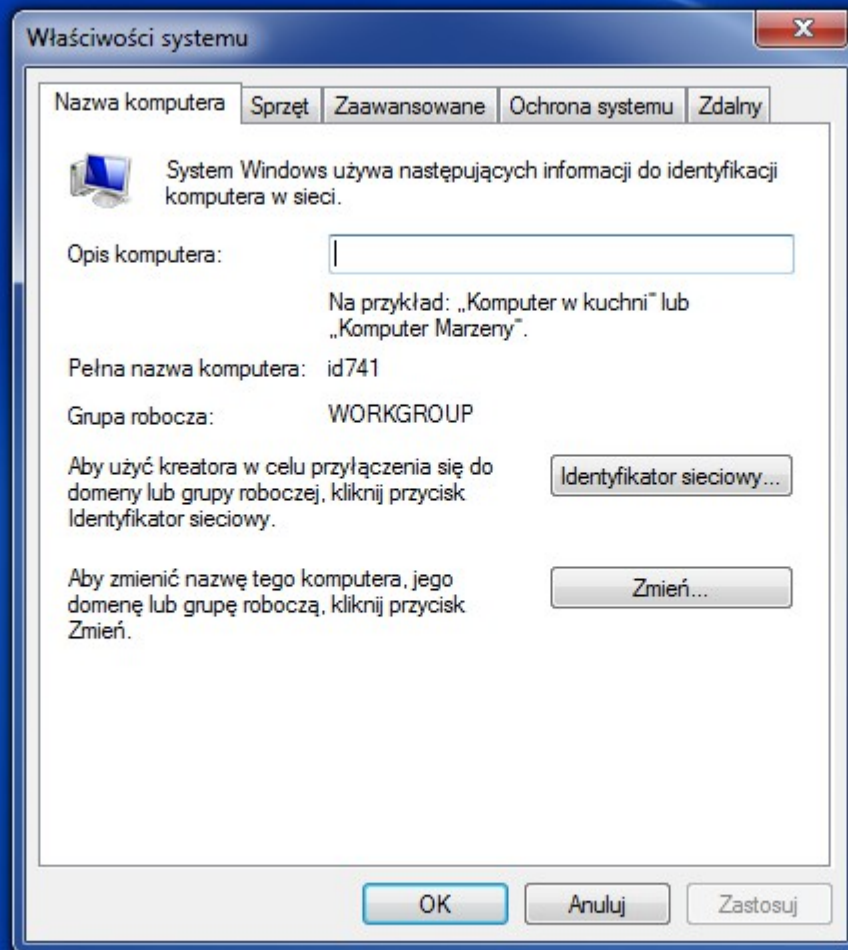 Właściwości systemu
Nazwa komputera Sprzęt Zaawansowane Ochrona systemu Zdalny
System Windows używa następujących informacji do identyfikacji
komputera w sieci.
Opis komputera:
Na przykład: „Komputer w kuchni” lub
„Komputer Marzeny”.
Pełna nazwa komputera: id741
Grupa robocza: WORKGROUP
Aby użyć kreatora w celu przyłączenia się do
domeny lub grupy roboczej, kliknij przycisk
Identyfikator sieciowy.
Identyfikator sieciowy...
Aby zmienić nazwę tego komputera, jego
domenę lub grupę roboczą, kliknij przycisk
Zmień.
Zmień...
OK Anuluj Zastosuj